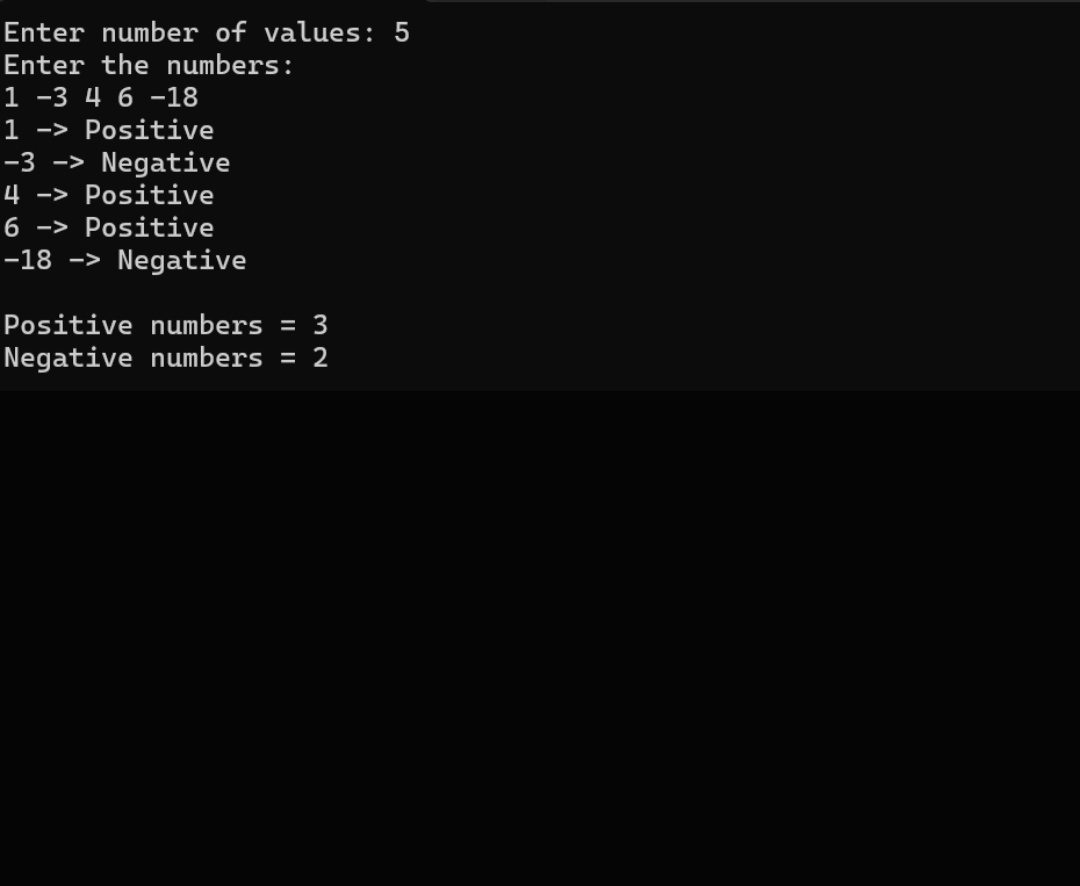 Enter number of values: 5
Enter the numbers:
1 -3 4 6 -18
1 -> Positive
-3 -> Negative
4 -> Positive
6 -> Positive
-18 -> Negative
Positive numbers = 3
Negative numbers = 2